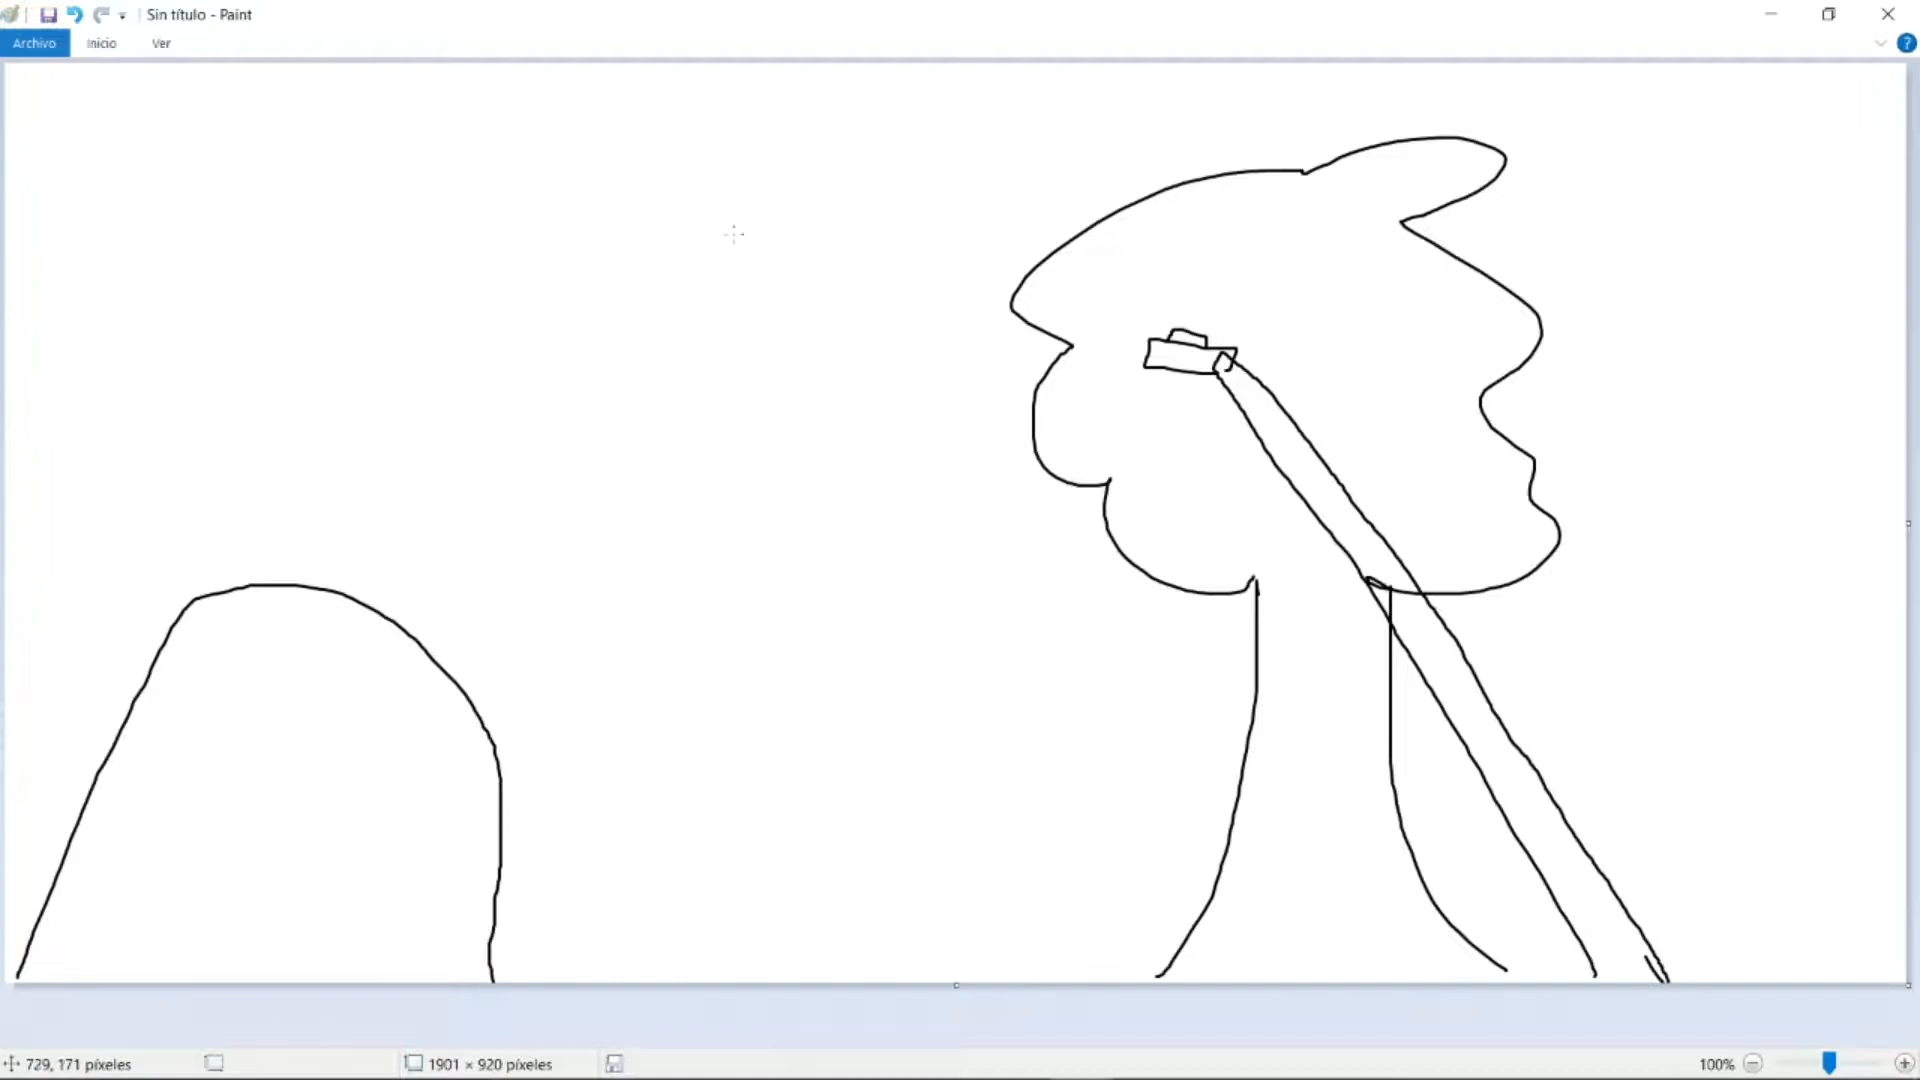 Sin título - Paint
Archivo Inicio Ver
?
729, 171 píxeles 1901 × 920 píxeles 100%